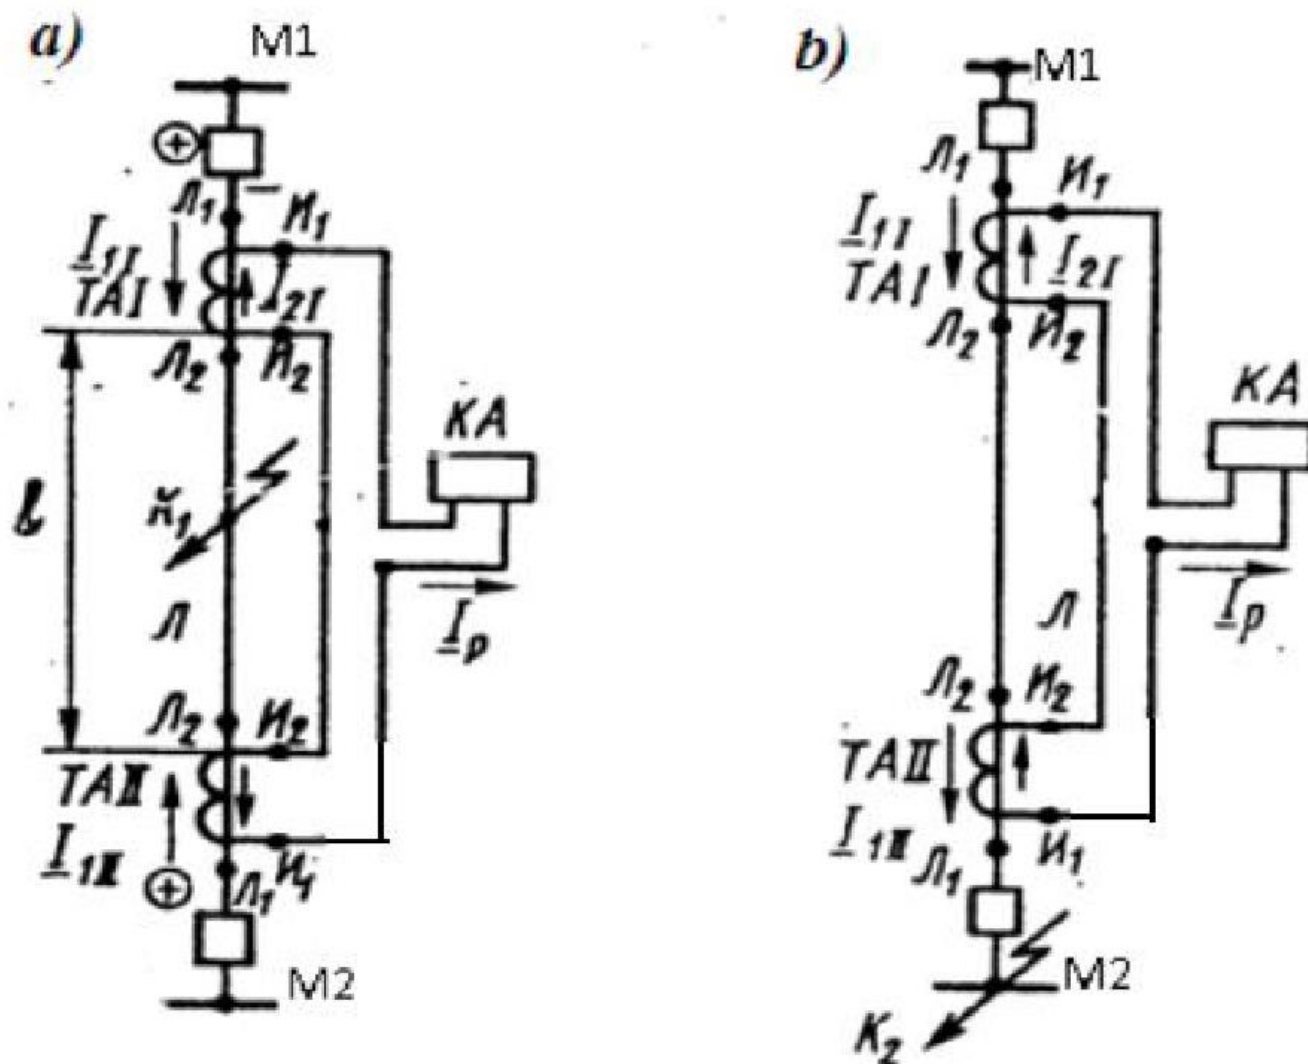 a)
M1
Л1
И1
I1I
TAI
I2I
Л2
И2
KA
l
K1
Л
Ip
Л2
И2
TAII
I1II
И1
Л1
M2
b)
M1
Л1
И1
I1I
TAI
I2I
Л2
И2
KA
Л
Ip
Л2
И2
TAII
I1II
Л1
И1
M2
K2